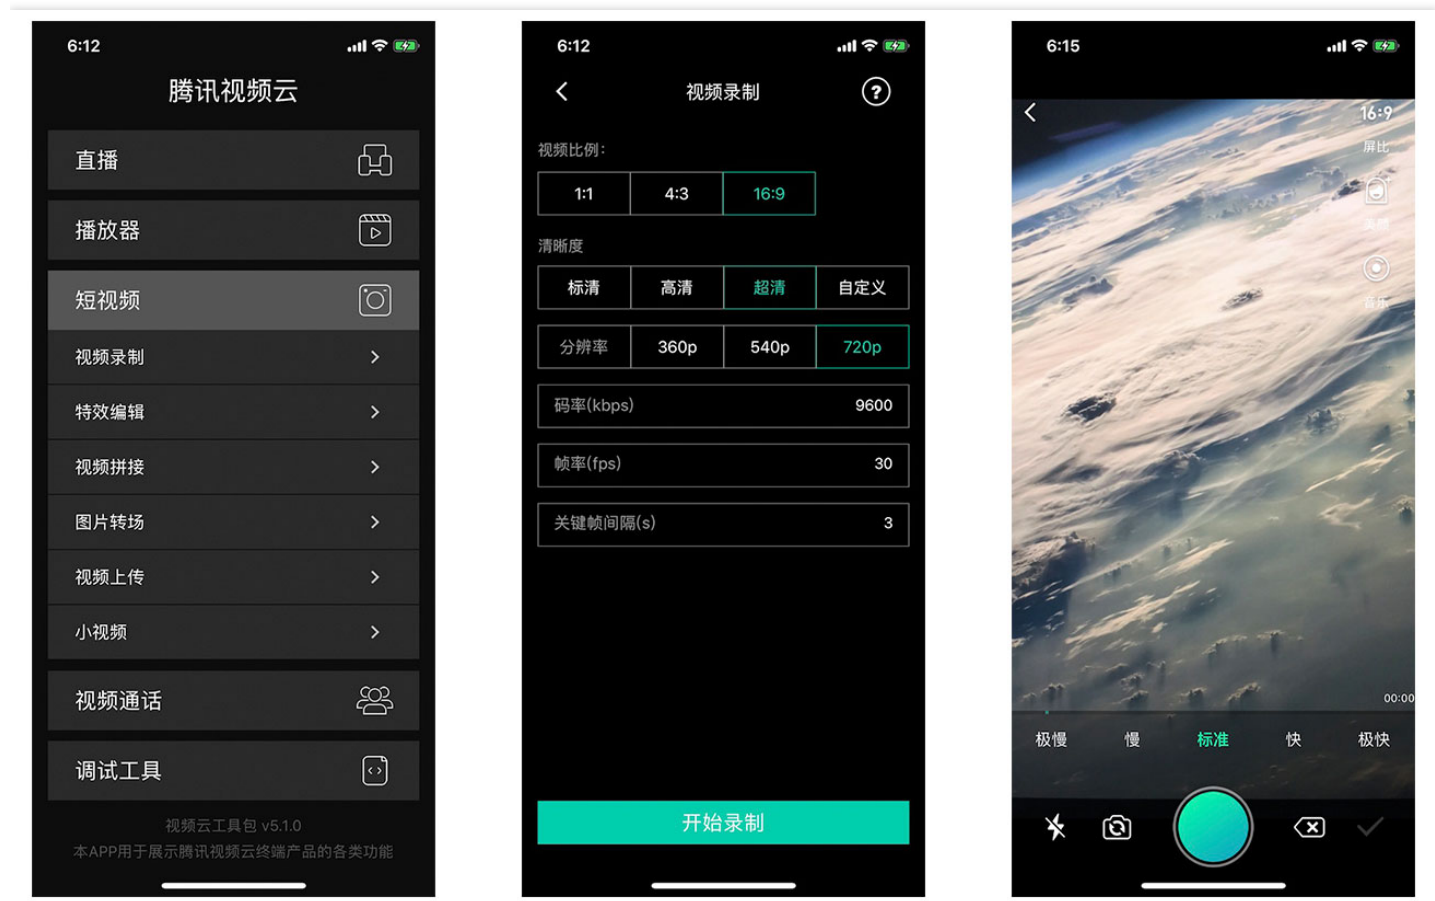 6:12
腾讯视频云
直播
播放器
短视频
视频录制
特效编辑
视频拼接
图片转场
视频上传
小视频
视频通话
调试工具
视频云工具包 v5.1.0
本APP用于展示腾讯视频云终端产品的各类功能
6:12
视频录制
?
视频比例：
1:1 4:3 16:9
清晰度
标清 高清 超清 自定义
分辨率 360p 540p 720p
码率(kbps) 9600
帧率(fps) 30
关键帧间隔(s) 3
开始录制
6:15
16:9
屏比
音乐
00:00
极慢 慢 标准 快 极快